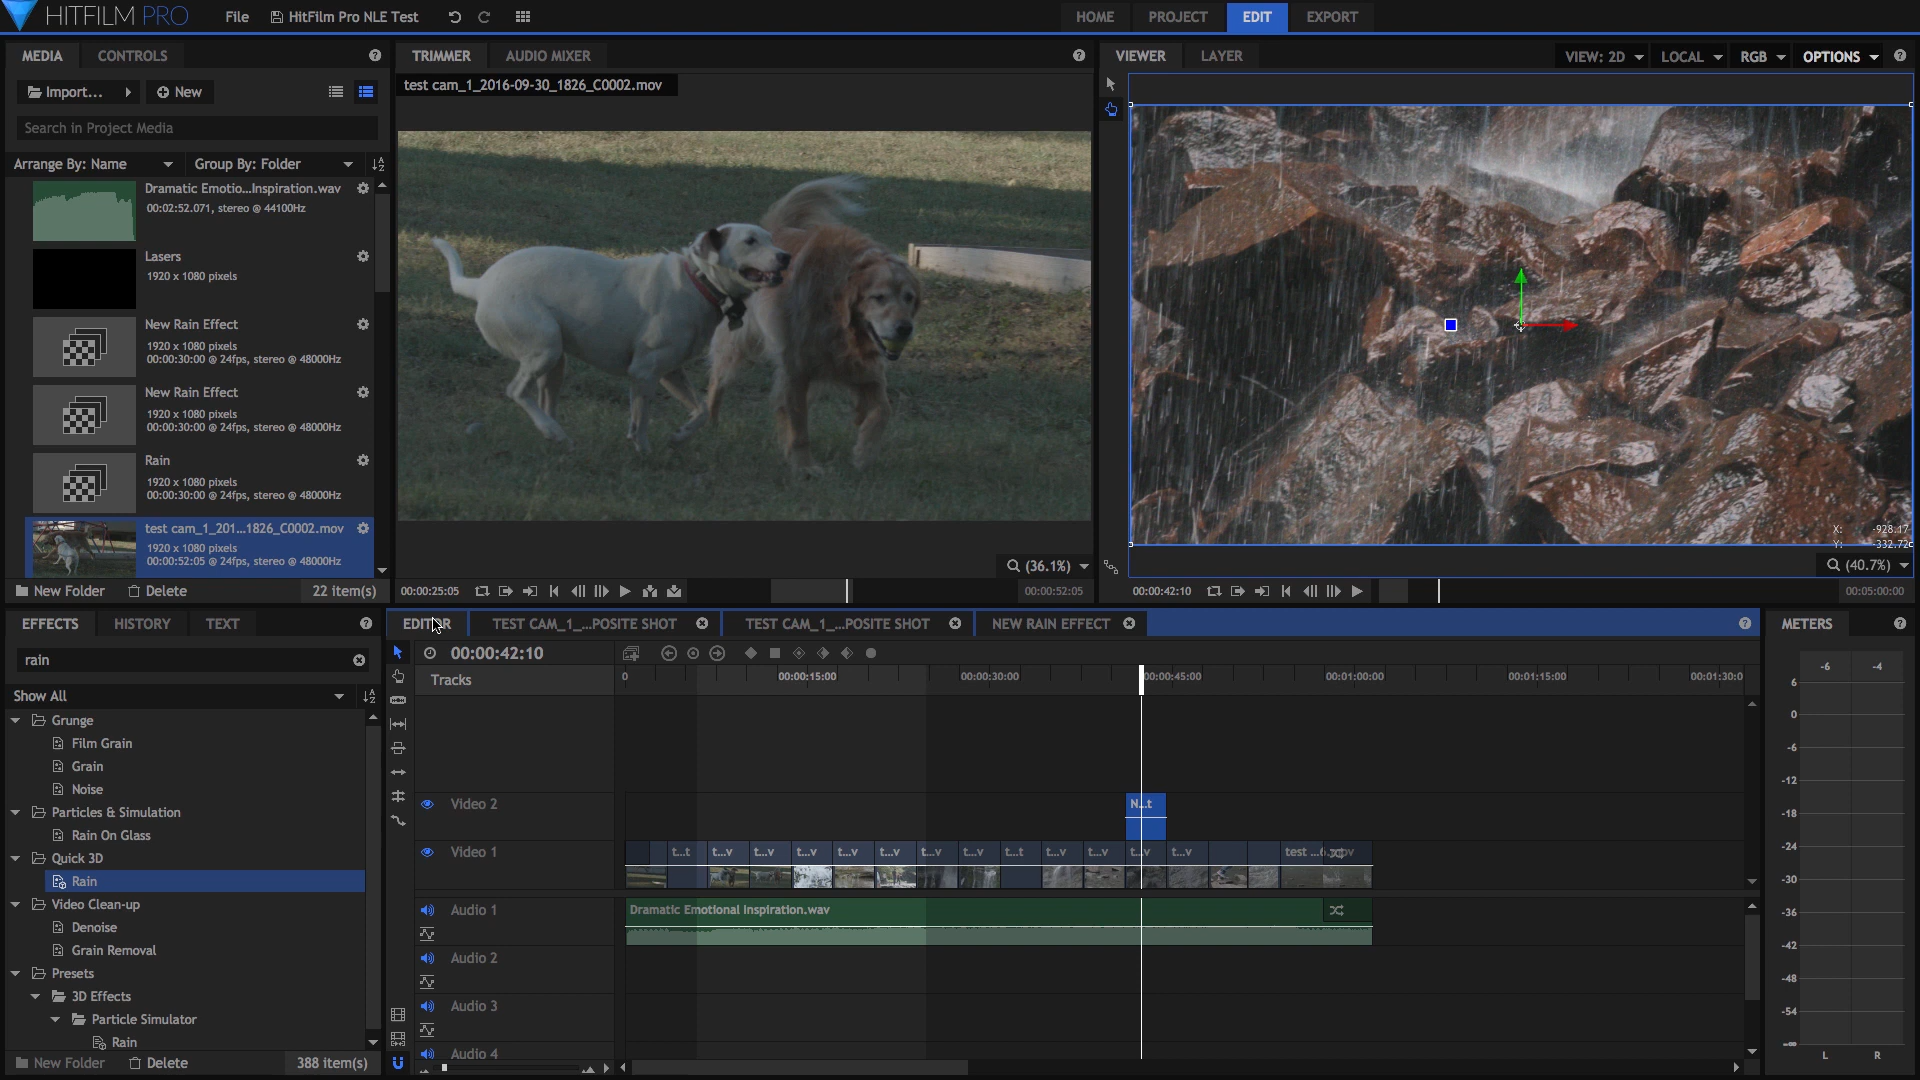 HITFILM PRO
File
HitFilm Pro NLE Test
HOME
PROJECT
EDIT
EXPORT
MEDIA
CONTROLS
Import...
New
Search in Project Media
Arrange By: Name
Group By: Folder
Dramatic Emotio...Inspiration.wav
00:02:52.071, stereo @ 44100Hz
Lasers
1920 x 1080 pixels
New Rain Effect
1920 x 1080 pixels
00:00:30:00 @ 24fps, stereo @ 48000Hz
New Rain Effect
1920 x 1080 pixels
00:00:30:00 @ 24fps, stereo @ 48000Hz
Rain
1920 x 1080 pixels
00:00:30:00 @ 24fps, stereo @ 48000Hz
test cam_1_201...1826_C0002.mov
1920 x 1080 pixels
00:00:52:05 @ 24fps, stereo @ 48000Hz
New Folder
Delete
22 item(s)
TRIMMER
AUDIO MIXER
test cam_1_2016-09-30_1826_C0002.mov
(36.1%)
00:00:25:05
00:00:52:05
VIEWER
LAYER
VIEW: 2D
LOCAL
RGB
OPTIONS
X: -928.17
Y: -332.72
(40.7%)
00:00:42:10
00:05:00:00
EFFECTS
HISTORY
TEXT
rain
Show All
Grunge
Film Grain
Grain
Noise
Particles & Simulation
Rain On Glass
Quick 3D
Rain
Video Clean-up
Denoise
Grain Removal
Presets
3D Effects
Particle Simulator
Rain
New Folder
Delete
388 item(s)
EDITOR
TEST CAM_1_...POSITE SHOT
TEST CAM_1_...POSITE SHOT
NEW RAIN EFFECT
00:00:42:10
Tracks
0
00:00:15:00
00:00:30:00
00:00:45:00
00:01:00:00
00:01:15:00
00:01:30:0
Video 2
N...t
Video 1
t...t
t...v
t...v
t...v
t...v
t...v
t...v
t...v
t...t
t...v
t...v
t...v
t...v
Audio 1
Dramatic Emotional Inspiration.wav
Audio 2
Audio 3
Audio 4
METERS
-6
-4
6
0
-6
-12
-18
-24
-30
-36
-42
-48
-54
-∞
L
R